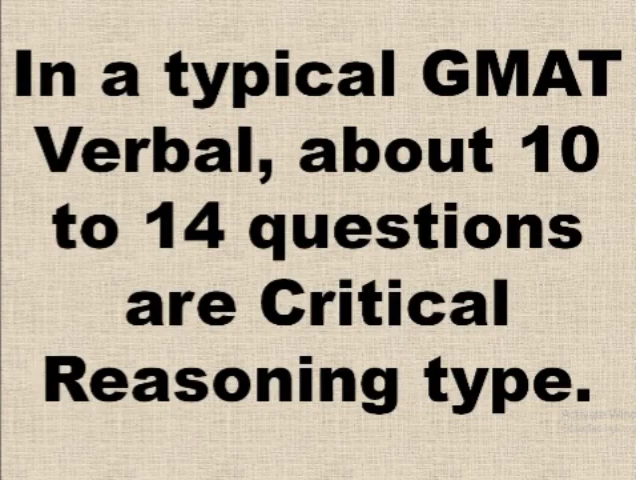 In a typical GMAT
Verbal, about 10
to 14 questions
are Critical
Reasoning type.